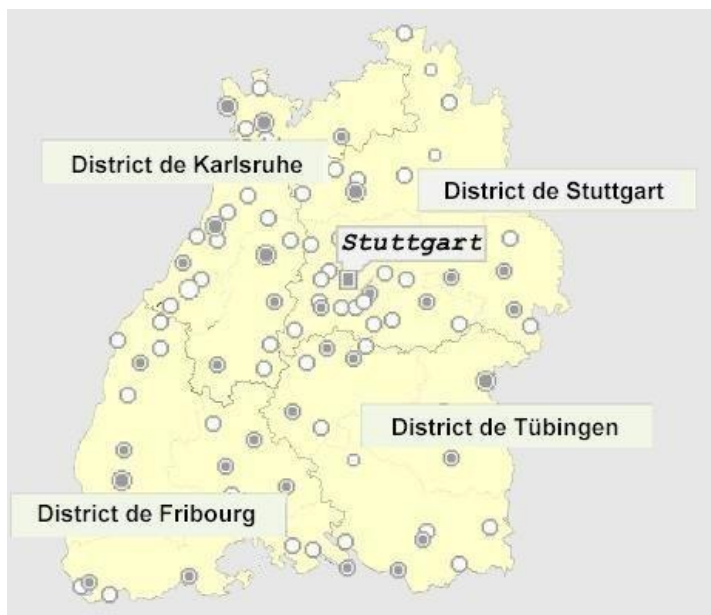 District de Karlsruhe
District de Stuttgart
Stuttgart
District de Tübingen
District de Fribourg